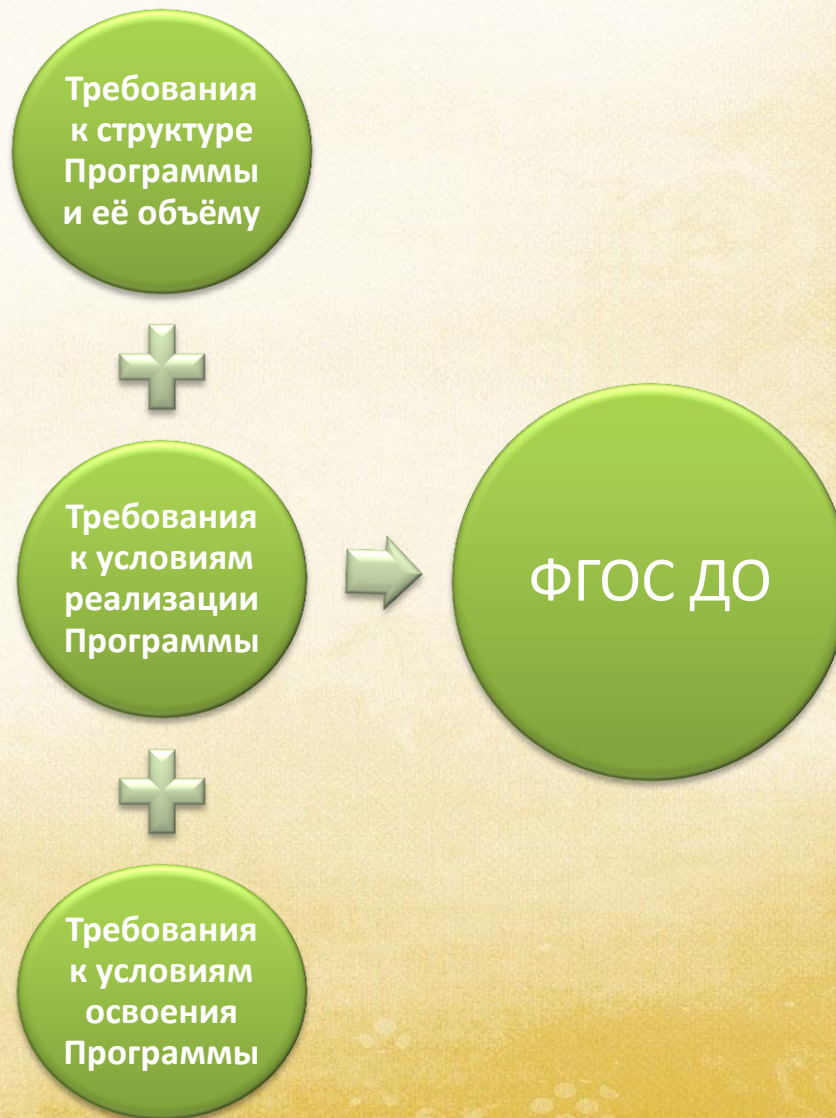 Требования
к структуре
Программы
и её объёму
Требования
к условиям
реализации
Программы
ФГОС ДО
Требования
к условиям
освоения
Программы